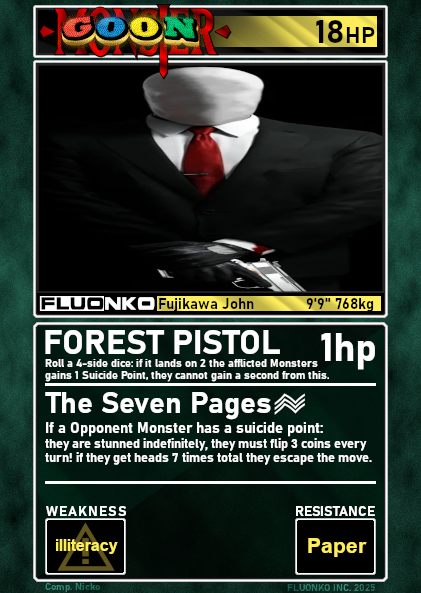 MONSTER
GOON
18HP
FLUONKO Fujikawa John 9'9" 768kg
FOREST PISTOL 1hp
Roll a 4-side dice: if it lands on 2 the afflicted Monsters
gains 1 Suicide Point, they cannot gain a second from this.
The Seven Pages
If a Opponent Monster has a suicide point:
they are stunned indefinitely, they must flip 3 coins every
turn! if they get heads 7 times total they escape the move.
WEAKNESS RESISTANCE
illiteracy Paper
Comp. Nicko FLUONKO INC. 2025